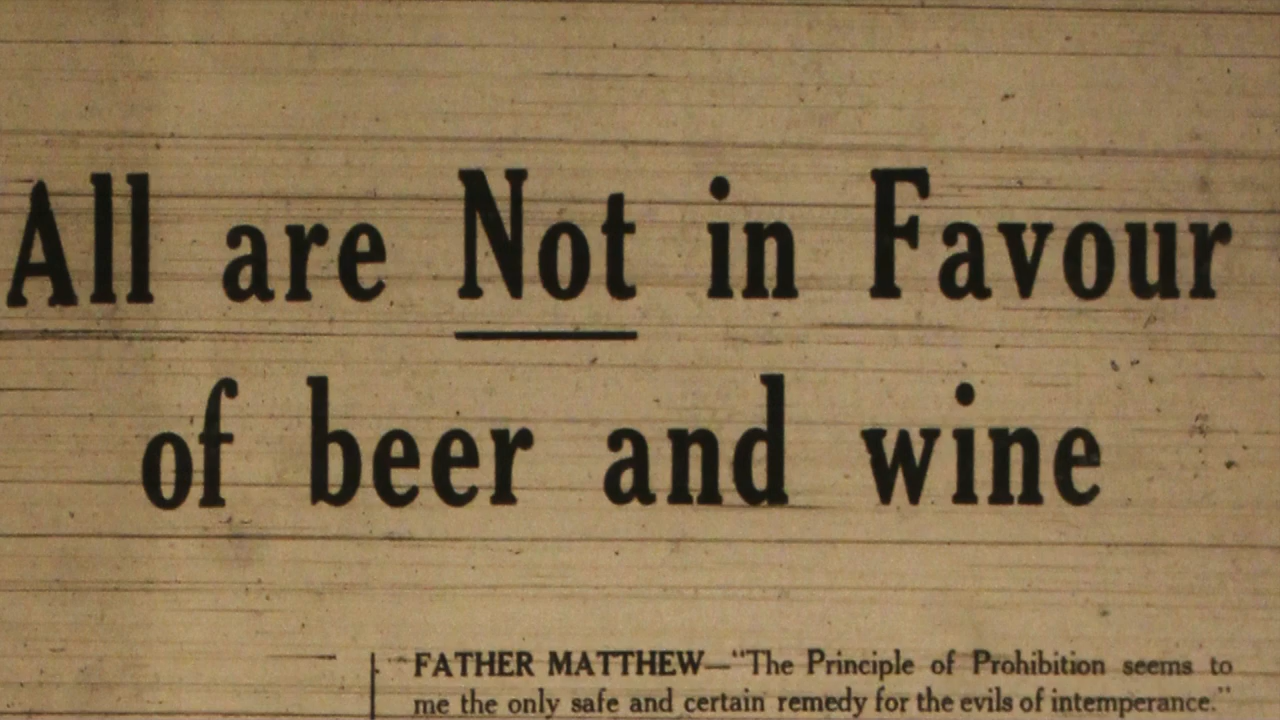 All are Not in Favour
of beer and wine
FATHER MATTHEW—"The Principle of Prohibition seems to
me the only safe and certain remedy for the evils of intemperance."